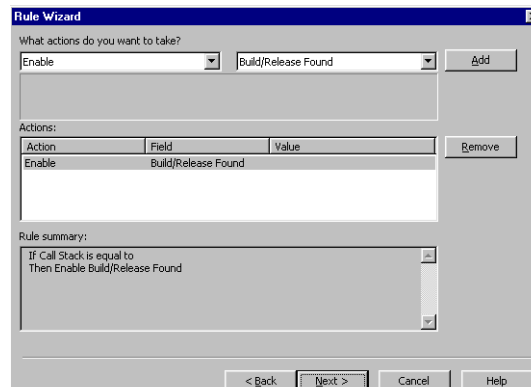 Rule Wizard
What actions do you want to take?
Enable
Build/Release Found
Add
Actions:
Action Field Value
Enable Build/Release Found
Remove
Rule summary:
If Call Stack is equal to
Then Enable Build/Release Found
< Back Next > Cancel Help